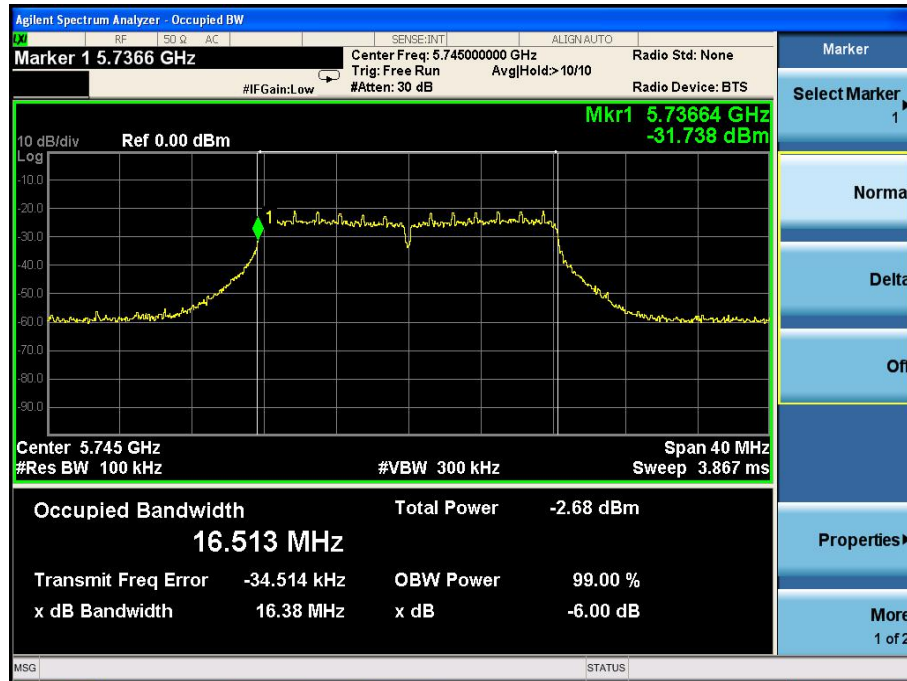 Agilent Spectrum Analyzer - Occupied BW
LXI RF 50 Ω AC SENSE:INT ALIGN AUTO
Marker 1 5.7366 GHz
Center Freq: 5.745000000 GHz
Radio Std: None
Trig: Free Run Avg|Hold:>10/10
#IFGain:Low #Atten: 30 dB
Radio Device: BTS
Mkr1 5.73664 GHz
-31.738 dBm
10 dB/div Ref 0.00 dBm
Log
-10.0
-20.0
-30.0
-40.0
-50.0
-60.0
-70.0
-80.0
-90.0
1
Center 5.745 GHz Span 40 MHz
#Res BW 100 kHz #VBW 300 kHz Sweep 3.867 ms
Occupied Bandwidth Total Power -2.68 dBm
16.513 MHz
Transmit Freq Error -34.514 kHz OBW Power 99.00 %
x dB Bandwidth 16.38 MHz x dB -6.00 dB
MSG STATUS
Marker
Select Marker
1
Norma
Delta
Off
Properties
More
1 of 2